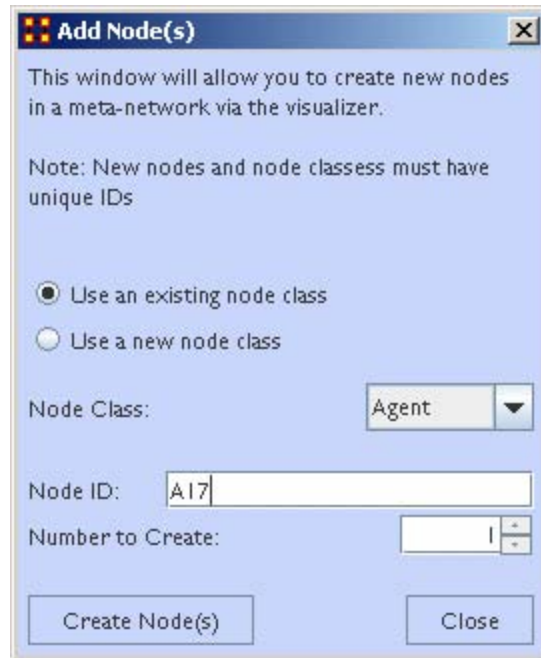 Add Node(s)
This window will allow you to create new nodes
in a meta-network via the visualizer.
Note: New nodes and node classess must have
unique IDs
Use an existing node class
Use a new node class
Node Class: Agent
Node ID: A17
Number to Create: 1
Create Node(s) Close